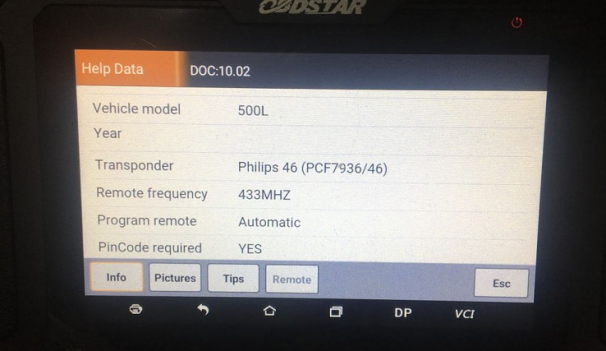 OBDSTAR
Help Data DOC:10.02
Vehicle model 500L
Year
Transponder Philips 46 (PCF7936/46)
Remote frequency 433MHZ
Program remote Automatic
PinCode required YES
Info Pictures Tips Remote Esc
DP VCI